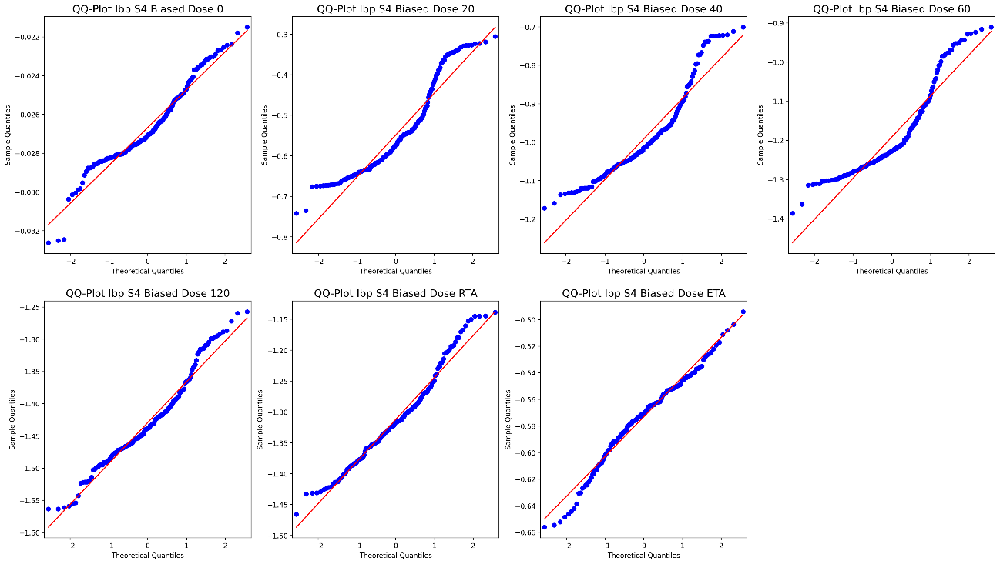 QQ-Plot Ibp S4 Biased Dose 0
QQ-Plot Ibp S4 Biased Dose 20
QQ-Plot Ibp S4 Biased Dose 40
QQ-Plot Ibp S4 Biased Dose 60
Sample Quantiles
−0.022
−0.024
−0.026
−0.028
−0.030
−0.032
−2 −1 0 1 2
Theoretical Quantiles
Sample Quantiles
−0.3
−0.4
−0.5
−0.6
−0.7
−0.8
−2 −1 0 1 2
Theoretical Quantiles
Sample Quantiles
−0.7
−0.8
−0.9
−1.0
−1.1
−1.2
−2 −1 0 1 2
Theoretical Quantiles
Sample Quantiles
−0.9
−1.0
−1.1
−1.2
−1.3
−1.4
−2 −1 0 1 2
Theoretical Quantiles
QQ-Plot Ibp S4 Biased Dose 120
QQ-Plot Ibp S4 Biased Dose RTA
QQ-Plot Ibp S4 Biased Dose ETA
Sample Quantiles
−1.25
−1.30
−1.35
−1.40
−1.45
−1.50
−1.55
−1.60
−2 −1 0 1 2
Theoretical Quantiles
Sample Quantiles
−1.15
−1.20
−1.25
−1.30
−1.35
−1.40
−1.45
−1.50
−2 −1 0 1 2
Theoretical Quantiles
Sample Quantiles
−0.50
−0.52
−0.54
−0.56
−0.58
−0.60
−0.62
−0.64
−0.66
−2 −1 0 1 2
Theoretical Quantiles